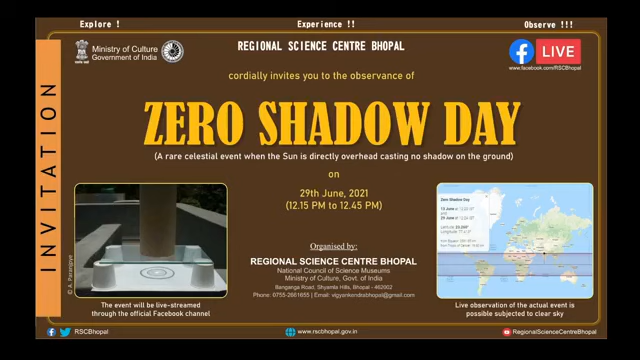 Explore !
Experience !!
Observe !!!
Ministry of Culture
Government of India
REGIONAL SCIENCE CENTRE BHOPAL
LIVE
www.facebook.com/RSCBhopal
cordially invites you to the observance of
INVITATION
ZERO SHADOW DAY
(A rare celestial event when the Sun is directly overhead casting no shadow on the ground)
on
29th June, 2021
(12.15 PM to 12.45 PM)
© A. Paranjpye
Zero Shadow Day
Organised by:
REGIONAL SCIENCE CENTRE BHOPAL
National Council of Science Museums
Ministry of Culture, Govt. of India
Banganga Road, Shyamla Hills, Bhopal - 462002
Phone: 0755-2661655 | Email: vigyankendrabhopal@gmail.com
The event will be live-streamed
through the official Facebook channel
Live observation of the actual event is
possible subjected to clear sky
RSCBhopal
www.rscbhopal.gov.in
RegionalScienceCentreBhopal